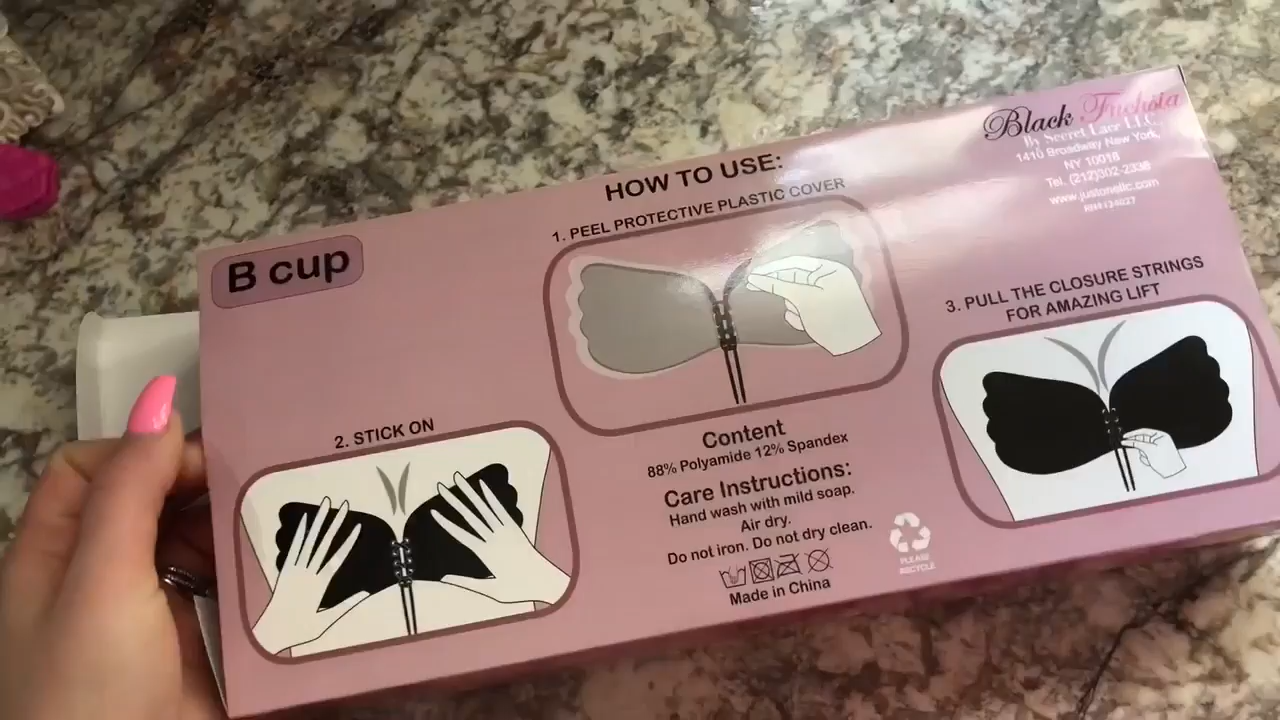 Black Fuchsia
By Secret Lace LLC.
1410 Broadway New York,
NY 10018
Tel. (212)302-2338
www.justonellc.com
HOW TO USE:
1. PEEL PROTECTIVE PLASTIC COVER
B cup
3. PULL THE CLOSURE STRINGS
FOR AMAZING LIFT
2. STICK ON
Content
88% Polyamide 12% Spandex
Care Instructions:
Hand wash with mild soap.
Air dry.
Do not iron. Do not dry clean.
Made in China
PLEASE
RECYCLE